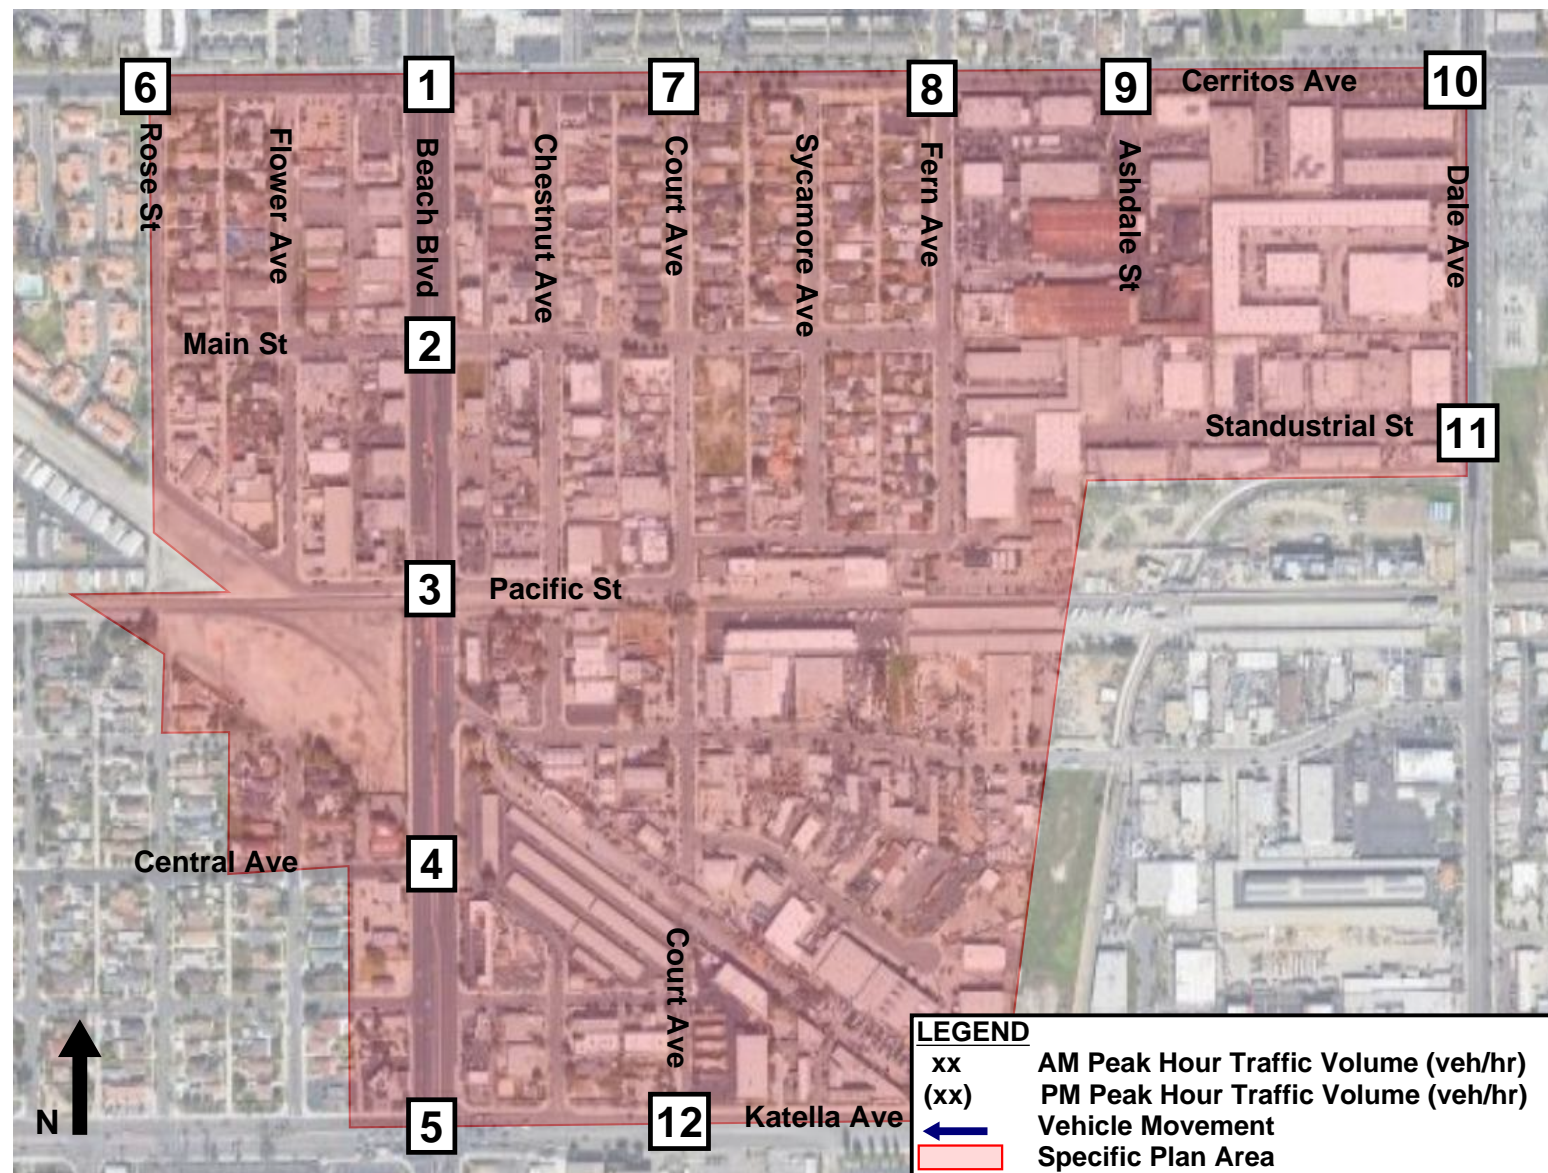 6
1
7
8
9
Cerritos Ave
10
Rose St
Flower Ave
Beach Blvd
Chestnut Ave
Court Ave
Sycamore Ave
Fern Ave
Ashdale St
Dale Ave
Main St
2
Standustrial St
11
3
Pacific St
Central Ave
4
Court Ave
N
5
12
Katella Ave
LEGEND
xx AM Peak Hour Traffic Volume (veh/hr)
(xx) PM Peak Hour Traffic Volume (veh/hr)
Vehicle Movement
Specific Plan Area